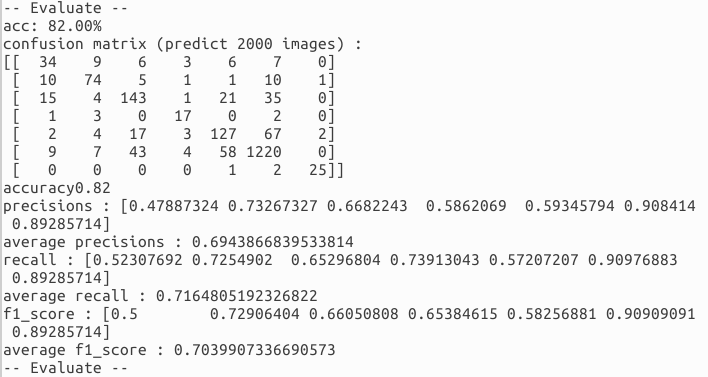 -- Evaluate --
acc: 82.00%
confusion matrix (predict 2000 images) :
[[  34    9    6    3    6    7    0]
 [  10   74    5    1    1   10    1]
 [  15    4  143    1   21   35    0]
 [   1    3    0   17    0    2    0]
 [   2    4   17    3  127   67    2]
 [   9    7   43    4   58 1220    0]
 [   0    0    0    0    1    2   25]]
accuracy0.82
precisions : [0.47887324 0.73267327 0.6682243  0.5862069  0.59345794 0.908414
 0.89285714]
average precisions : 0.6943866839533814
recall : [0.52307692 0.7254902  0.65296804 0.73913043 0.57207207 0.90976883
 0.89285714]
average recall : 0.7164805192326822
f1_score : [0.5        0.72906404 0.66050808 0.65384615 0.58256881 0.90909091
 0.89285714]
average f1_score : 0.7039907336690573
-- Evaluate --